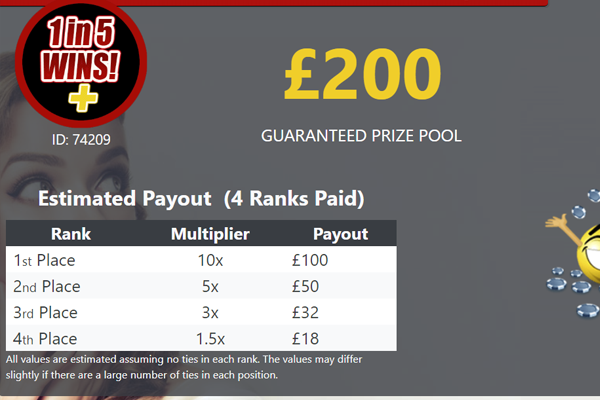 1 in 5
WINS!
+
ID: 74209
£200
GUARANTEED PRIZE POOL
Estimated Payout (4 Ranks Paid)
Rank Multiplier Payout
1st Place 10x £100
2nd Place 5x £50
3rd Place 3x £32
4th Place 1.5x £18
All values are estimated assuming no ties in each rank. The values may differ
slightly if there are a large number of ties in each position.